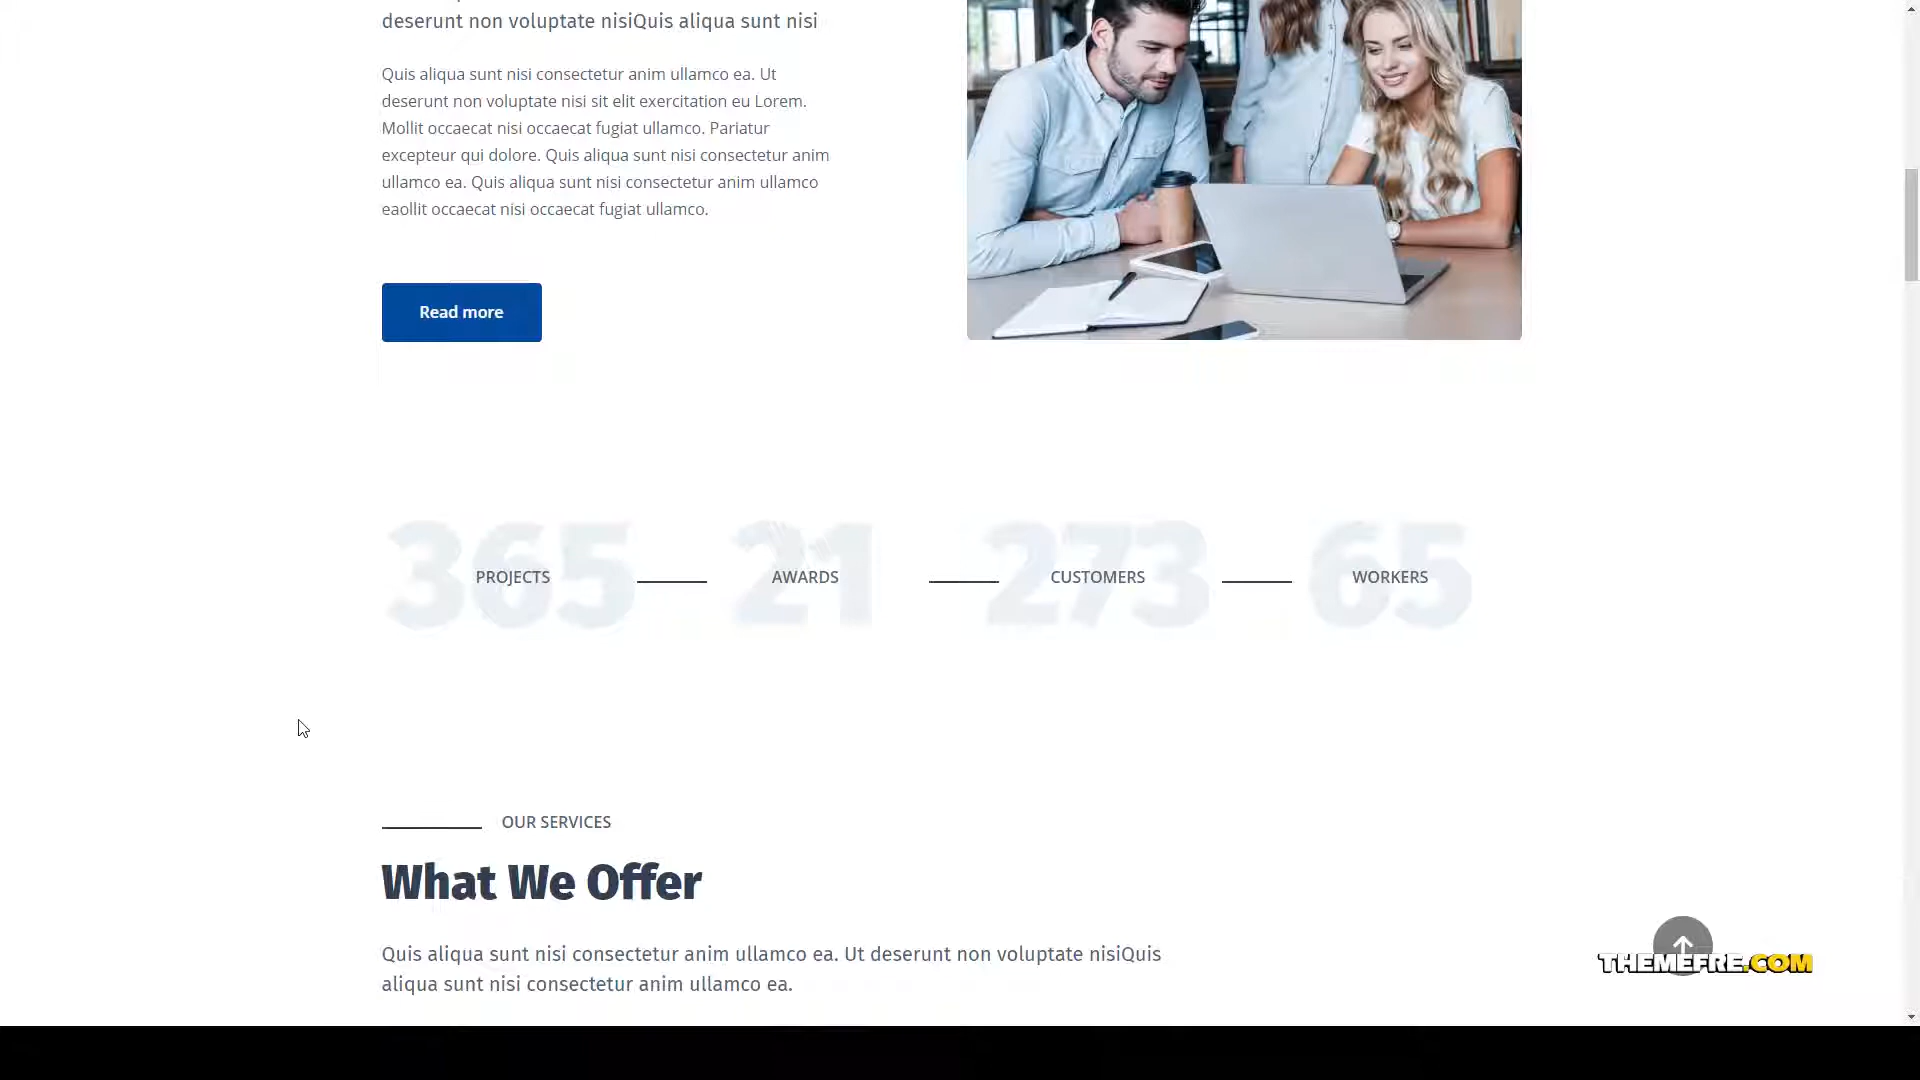 deserunt non voluptate nisiQuis aliqua sunt nisi
Quis aliqua sunt nisi consectetur anim ullamco ea. Ut
deserunt non voluptate nisi sit elit exercitation eu Lorem.
Mollit occaecat nisi occaecat fugiat ullamco. Pariatur
excepteur qui dolore. Quis aliqua sunt nisi consectetur anim
ullamco ea. Quis aliqua sunt nisi consectetur anim ullamco
eaollit occaecat nisi occaecat fugiat ullamco.
Read more
365 21 273 65
PROJECTS AWARDS CUSTOMERS WORKERS
OUR SERVICES
What We Offer
Quis aliqua sunt nisi consectetur anim ullamco ea. Ut deserunt non voluptate nisiQuis
aliqua sunt nisi consectetur anim ullamco ea.
THEMEFRE.COM